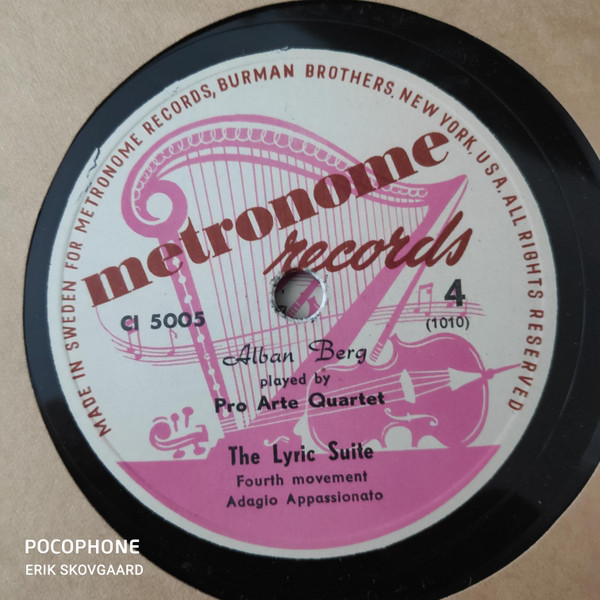 MADE IN SWEDEN FOR METRONOME RECORDS, BURMAN BROTHERS. NEW YORK, U.S.A. ALL RIGHTS RESERVED
metronome
records
CI 5005
4
(1010)
Alban Berg
played by
Pro Arte Quartet
The Lyric Suite
Fourth movement
Adagio Appassionato
POCOPHONE
ERIK SKOVGAARD